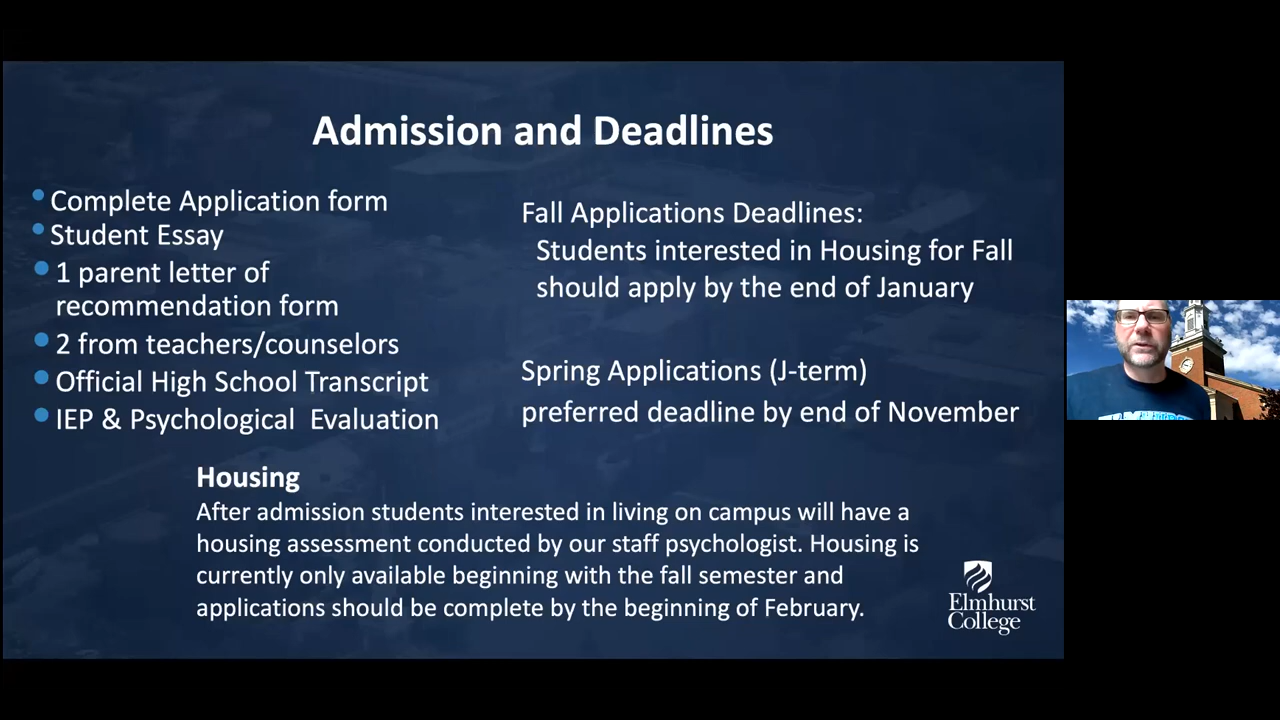 Admission and Deadlines
Complete Application form
Student Essay
1 parent letter of
recommendation form
2 from teachers/counselors
Official High School Transcript
IEP & Psychological Evaluation
Fall Applications Deadlines:
Students interested in Housing for Fall
should apply by the end of January
Spring Applications (J-term)
preferred deadline by end of November
Housing
After admission students interested in living on campus will have a
housing assessment conducted by our staff psychologist. Housing is
currently only available beginning with the fall semester and
applications should be complete by the beginning of February.
Elmhurst
College